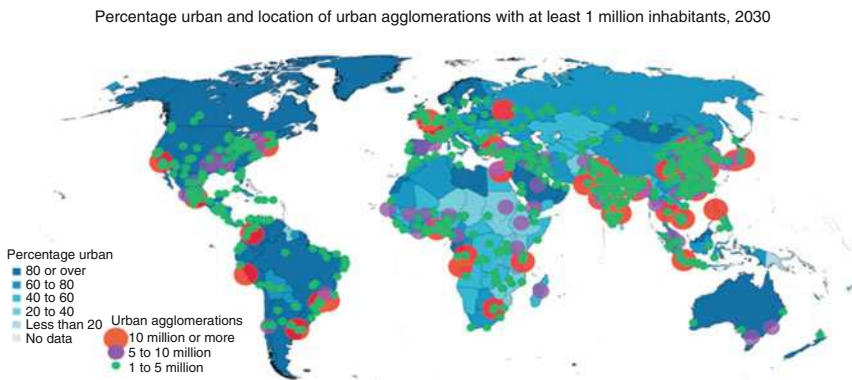 Percentage urban and location of urban agglomerations with at least 1 million inhabitants, 2030
Percentage urban
80 or over
60 to 80
40 to 60
20 to 40
Less than 20
No data
Urban agglomerations
10 million or more
5 to 10 million
1 to 5 million